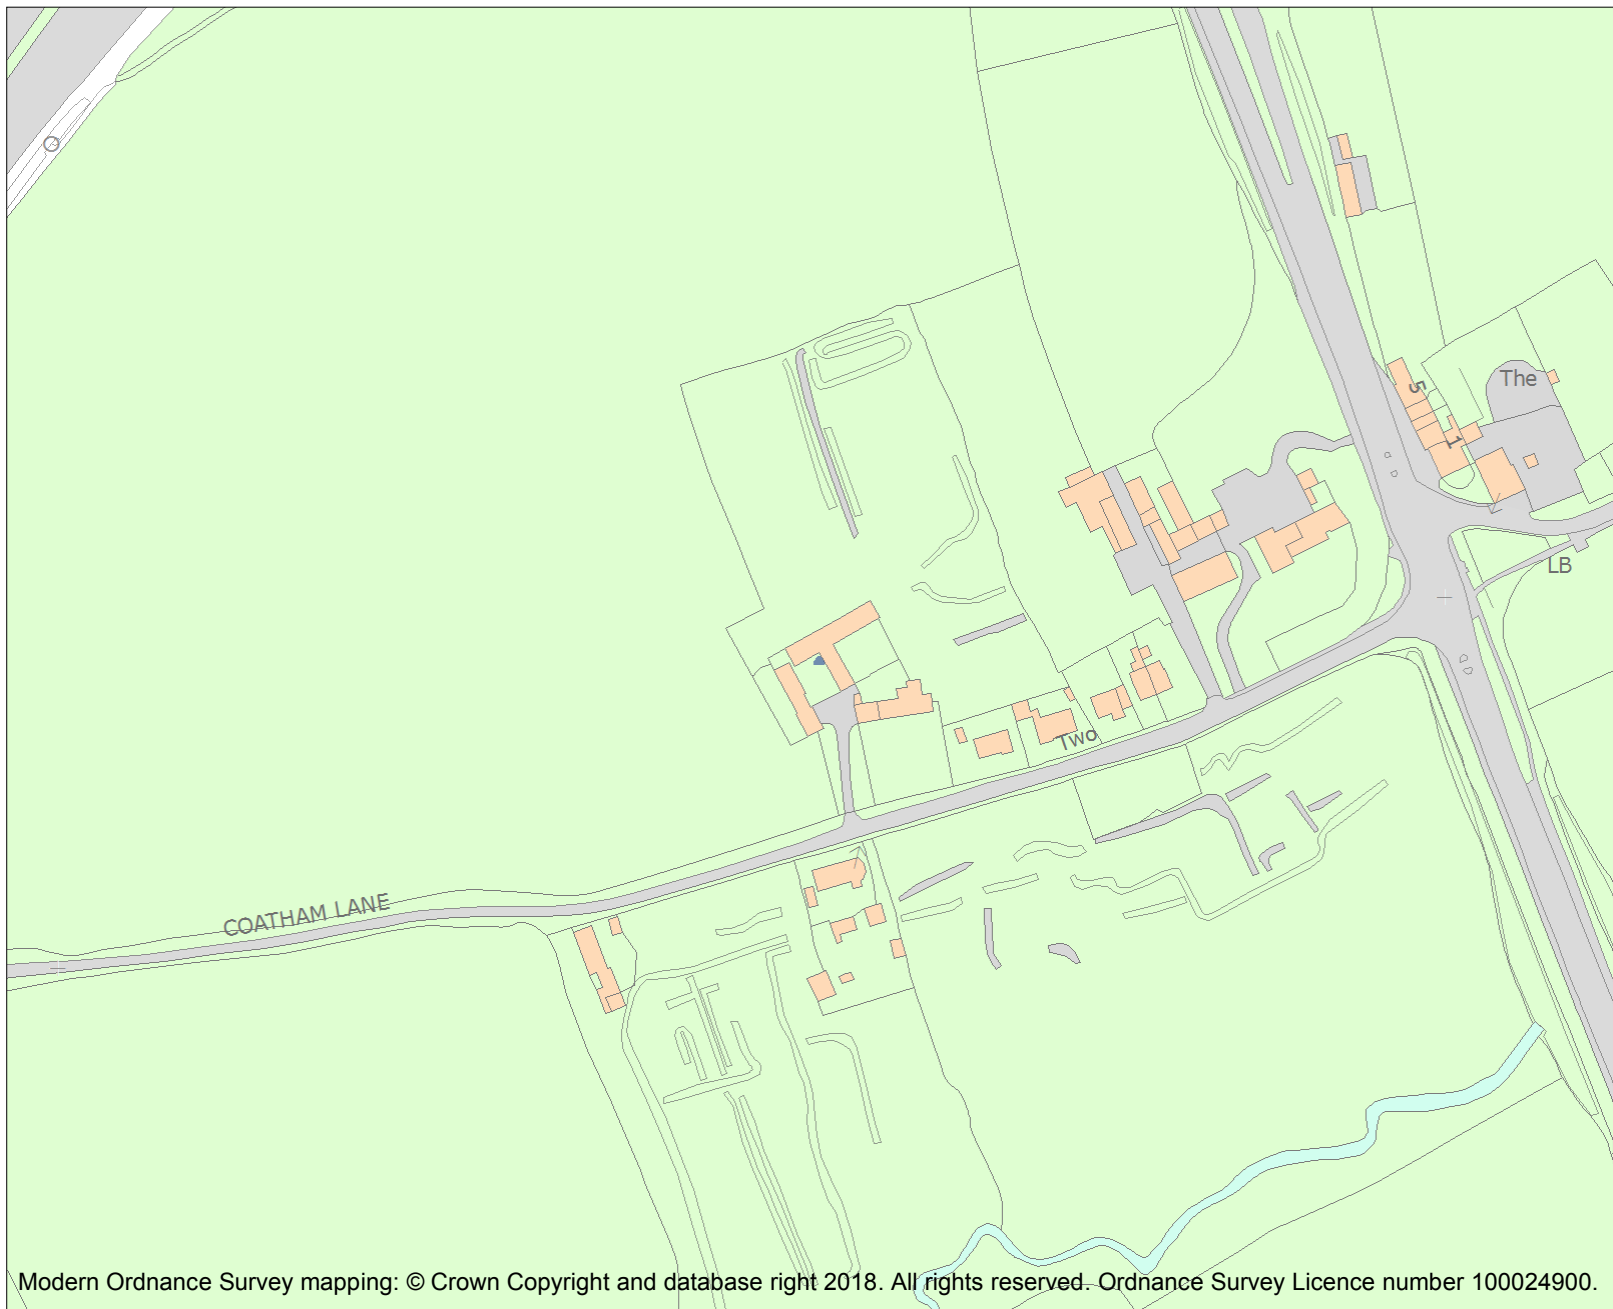 The
5
1
LB
Two
COATHAM LANE
Modern Ordnance Survey mapping: © Crown Copyright and database right 2018. All rights reserved. Ordnance Survey Licence number 100024900.